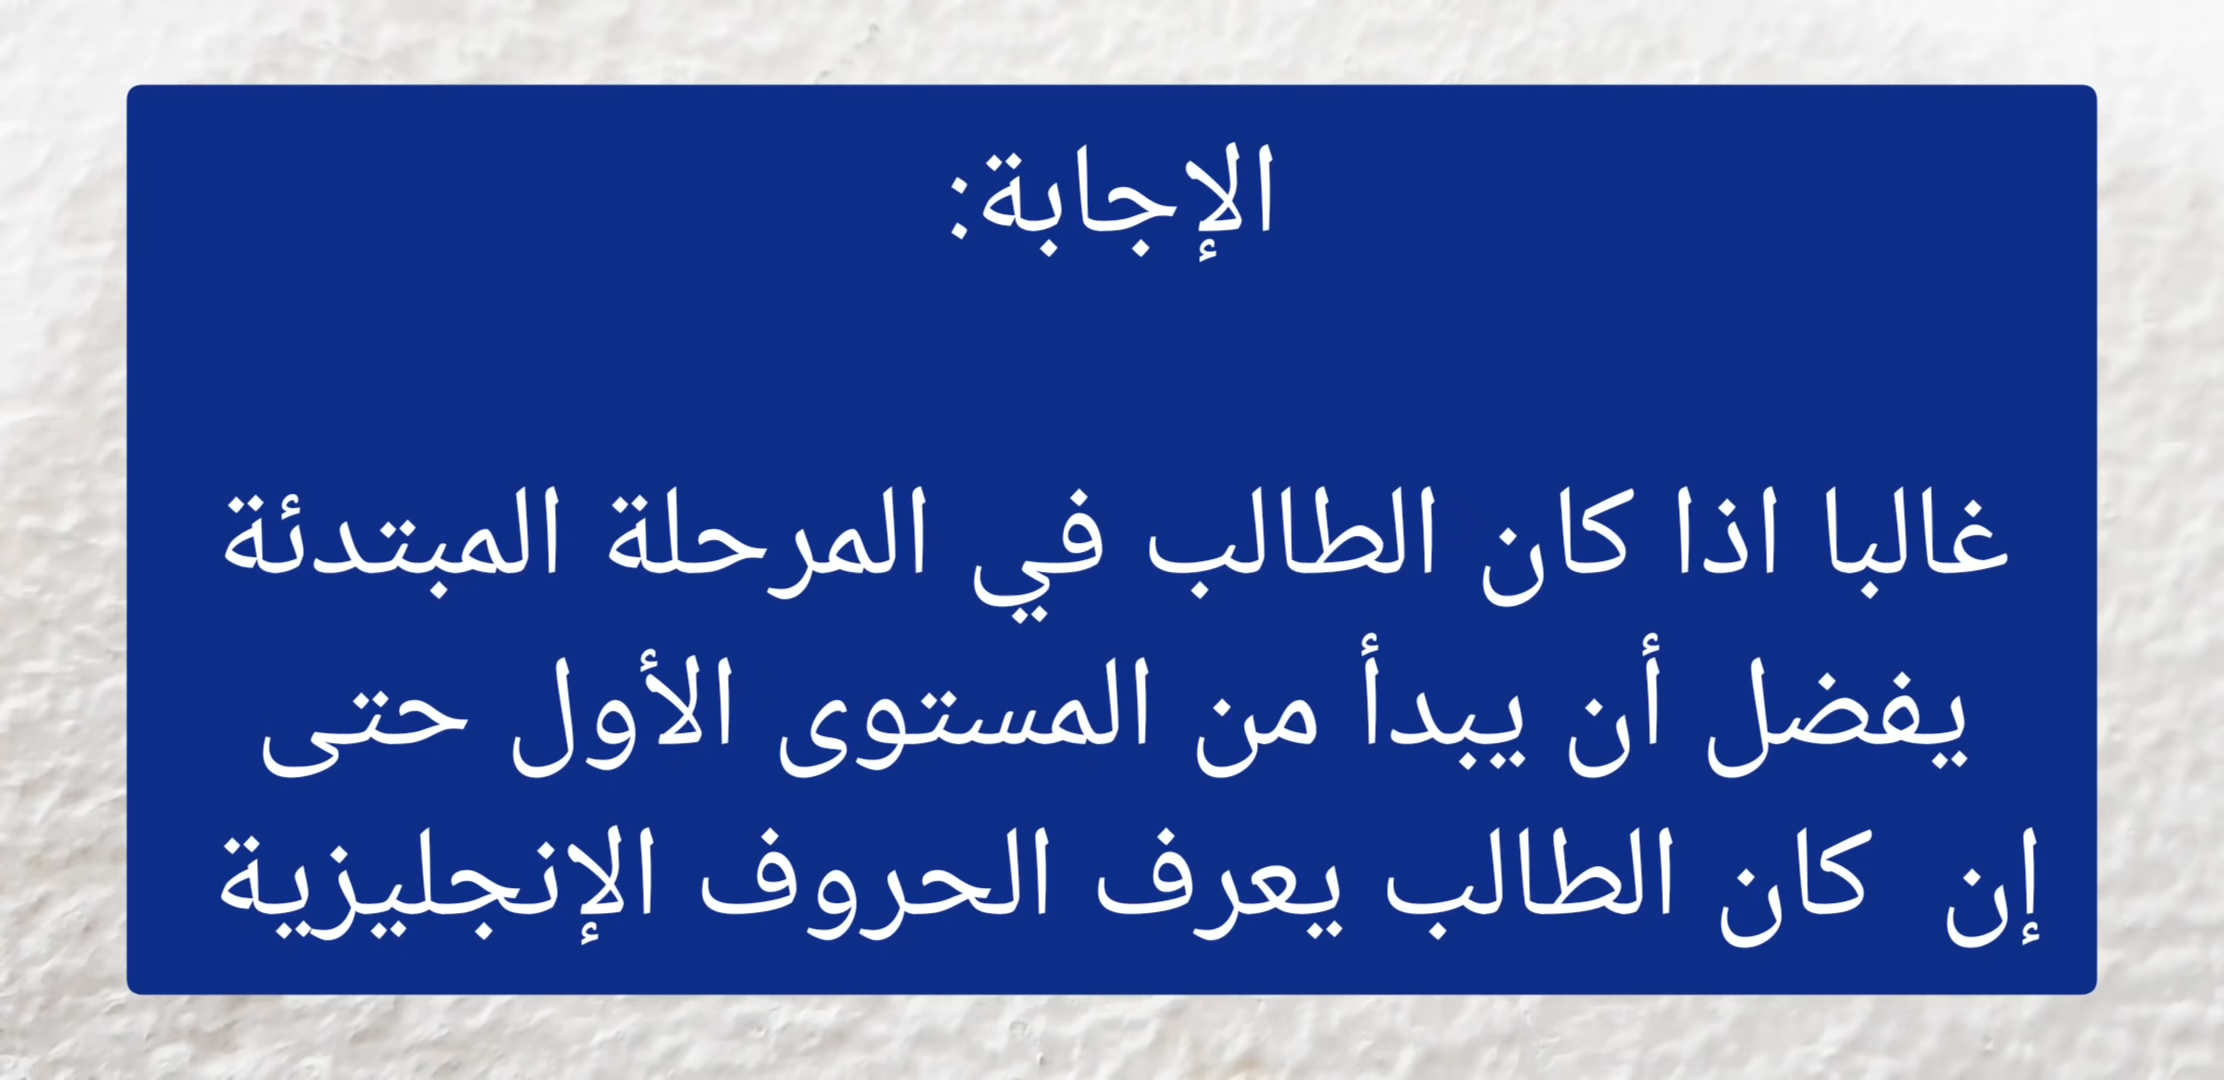 الإجابة:
غالبا اذا كان الطالب في المرحلة المبتدئة
يفضل أن يبدأ من المستوى الأول حتى
إن كان الطالب يعرف الحروف الإنجليزية